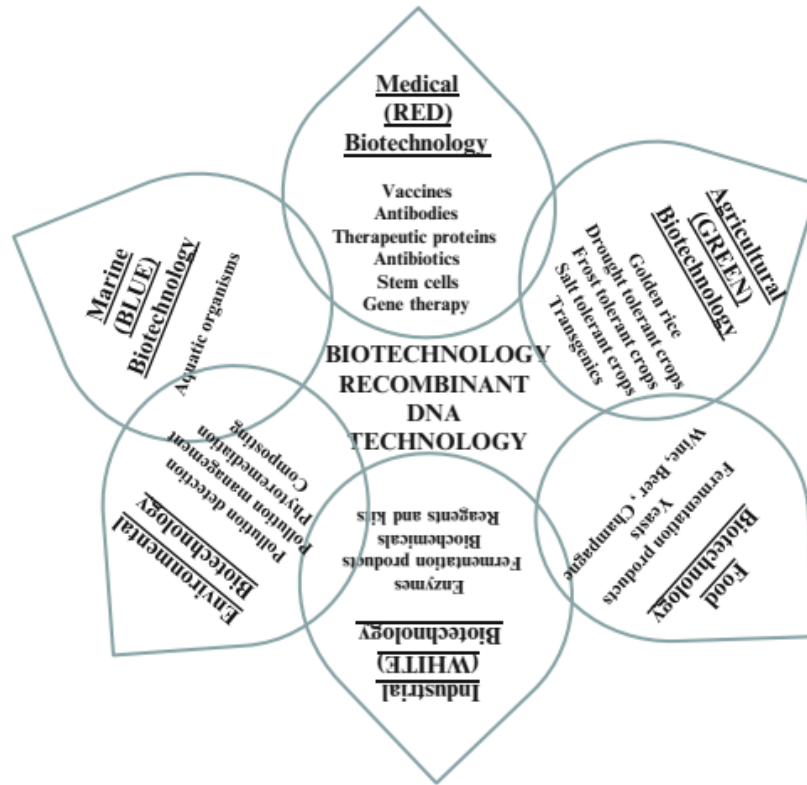 Medical
(RED)
Biotechnology
Vaccines
Antibodies
Therapeutic proteins
Antibiotics
Stem cells
Gene therapy
Agricultural
(GREEN)
Biotechnology
Golden rice
Drought tolerant crops
Frost tolerant crops
Salt tolerant crops
Transgenics
Food
Biotechnology
Fermentation products
Yeasts
Wine, Beer , Champagne
Industrial
(WHITE)
Biotechnology
Enzymes
Fermentation products
Biochemicals
Reagents and kits
Environmental
Biotechnology
Pollution detection
Pollution management
Phytoremediation
Composting
Marine
(BLUE)
Biotechnology
Aquatic organisms
BIOTECHNOLOGY
RECOMBINANT
DNA
TECHNOLOGY